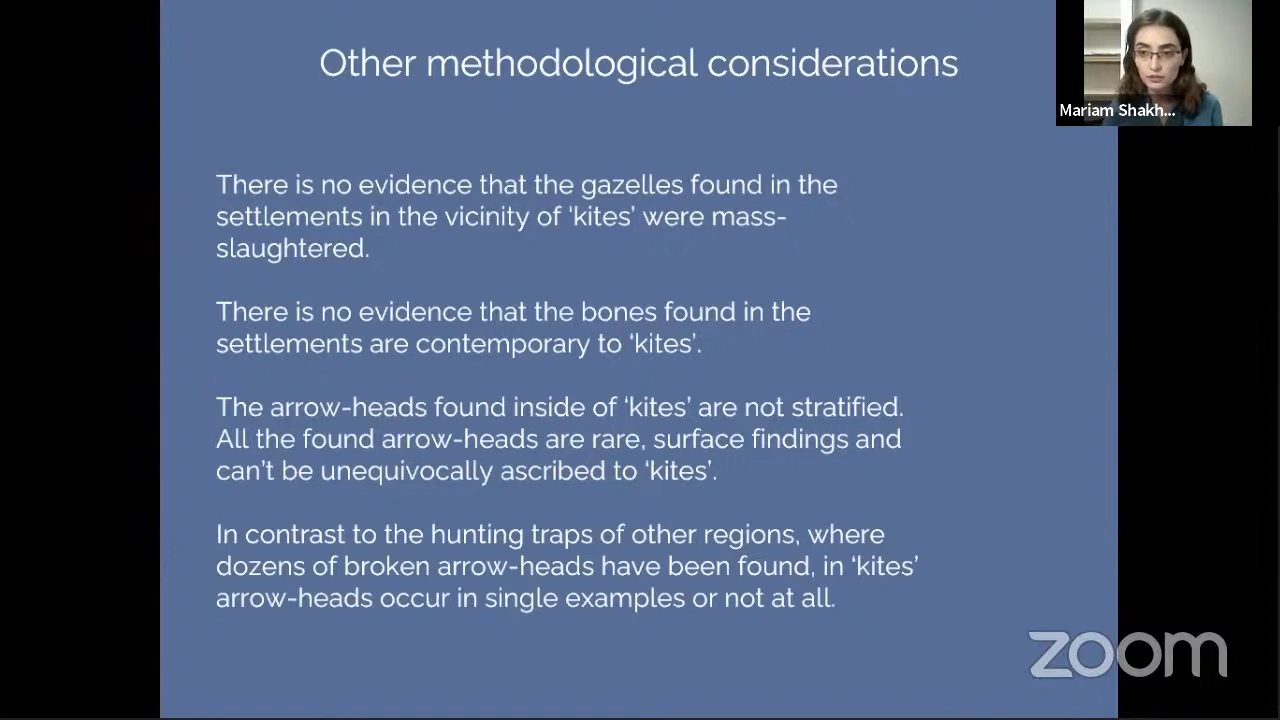 Other methodological considerations
Mariam Shakh...
There is no evidence that the gazelles found in the
settlements in the vicinity of ‘kites’ were mass-
slaughtered.
There is no evidence that the bones found in the
settlements are contemporary to ‘kites’.
The arrow-heads found inside of ‘kites’ are not stratified.
All the found arrow-heads are rare, surface findings and
can’t be unequivocally ascribed to ‘kites’.
In contrast to the hunting traps of other regions, where
dozens of broken arrow-heads have been found, in ‘kites’
arrow-heads occur in single examples or not at all.
zoom